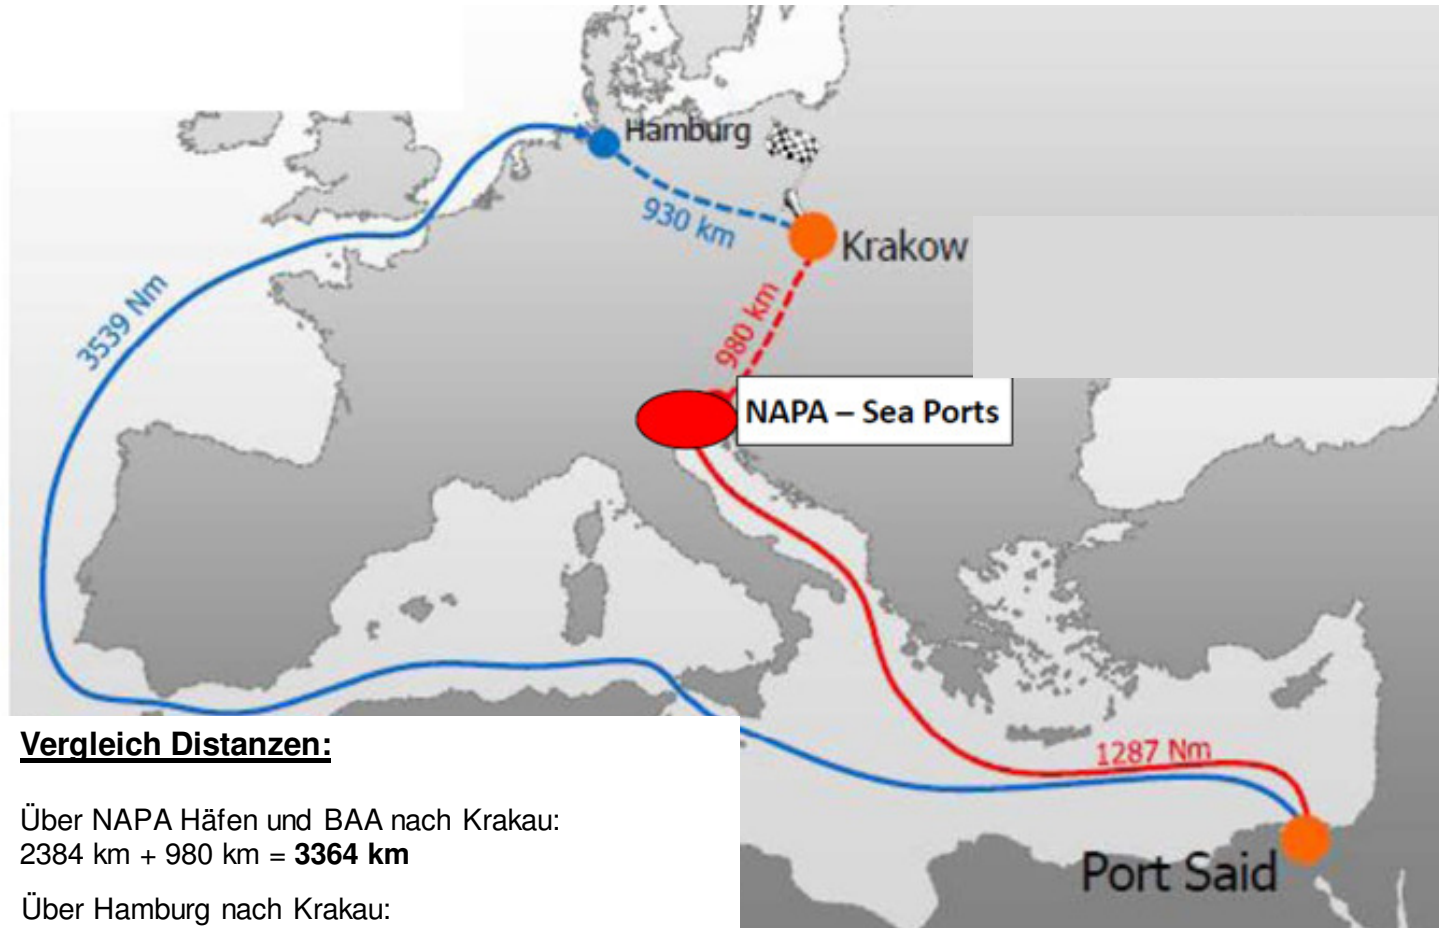 Hamburg
930 km
Krakow
3539 Nm
980 km
NAPA – Sea Ports
1287 Nm
Port Said
Vergleich Distanzen:
Über NAPA Häfen und BAA nach Krakau:
2384 km + 980 km = 3364 km
Über Hamburg nach Krakau: